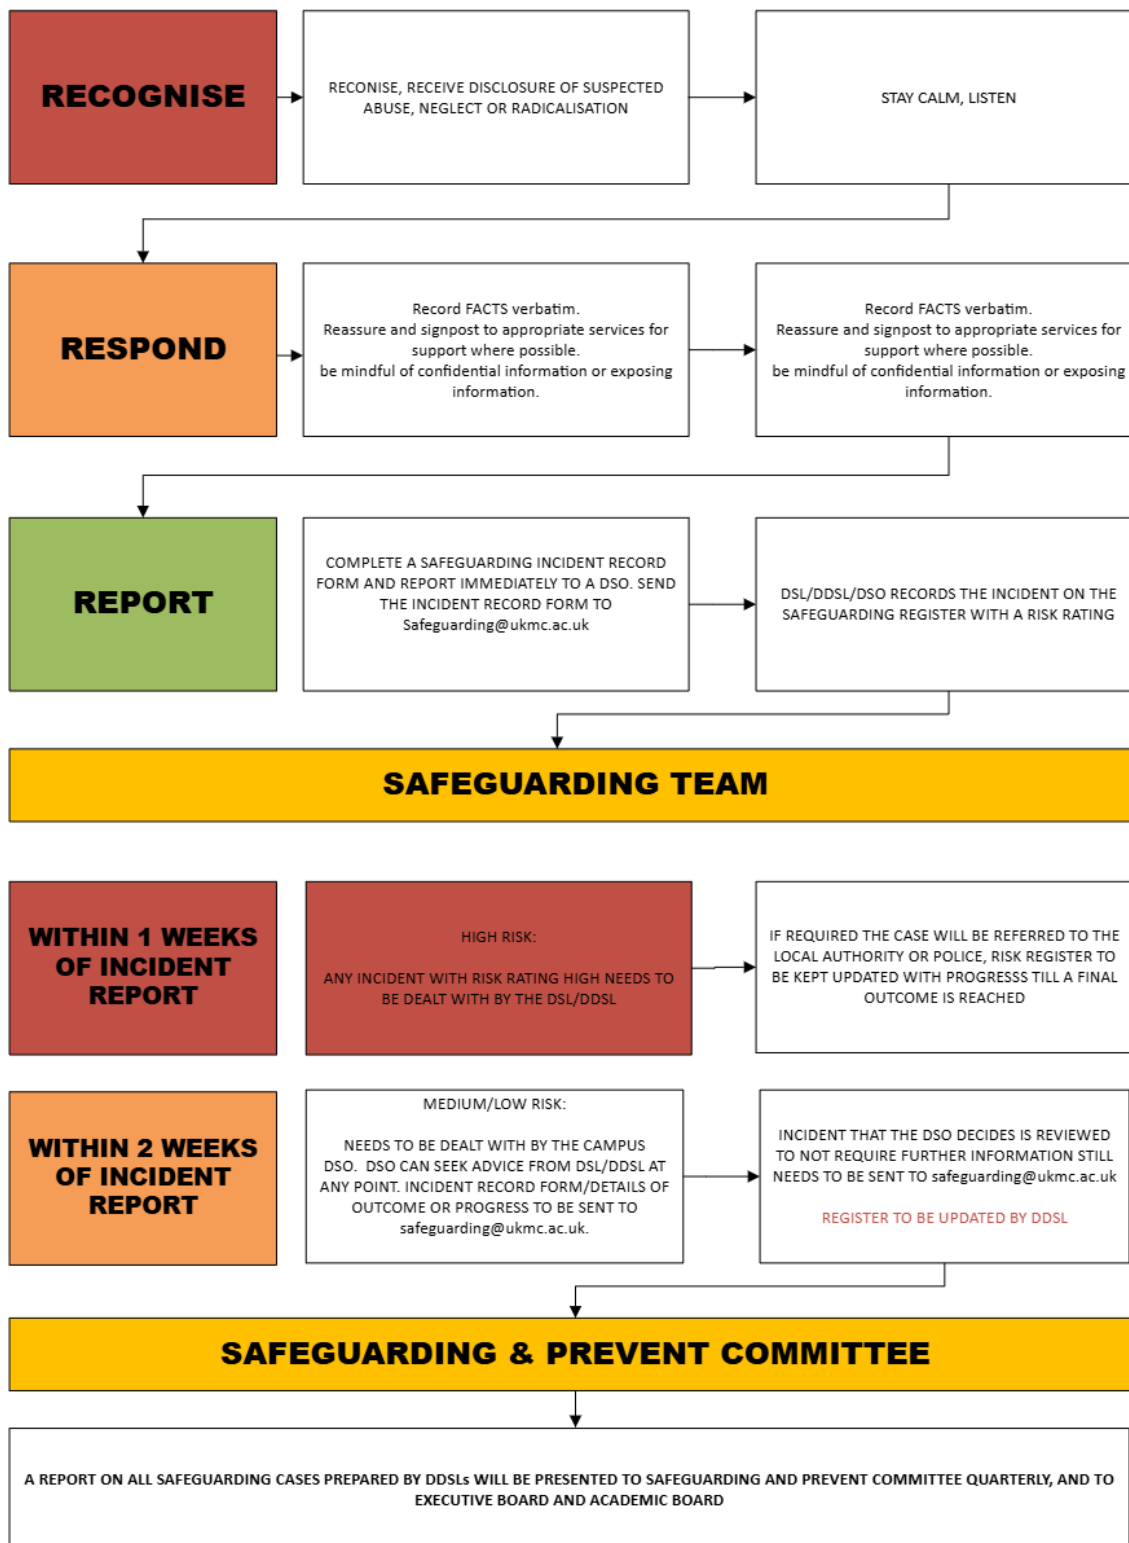 RECOGNISE
RECONISE, RECEIVE DISCLOSURE OF SUSPECTED
ABUSE, NEGLECT OR RADICALISATION
STAY CALM, LISTEN
RESPOND
Record FACTS verbatim.
Reassure and signpost to appropriate services for
support where possible.
be mindful of confidential information or exposing
information.
Record FACTS verbatim.
Reassure and signpost to appropriate services for
support where possible.
be mindful of confidential information or exposing
information.
REPORT
COMPLETE A SAFEGUARDING INCIDENT RECORD
FORM AND REPORT IMMEDIATELY TO A DSO. SEND
THE INCIDENT RECORD FORM TO
Safeguarding@ukmc.ac.uk
DSL/DDSL/DSO RECORDS THE INCIDENT ON THE
SAFEGUARDING REGISTER WITH A RISK RATING
SAFEGUARDING TEAM
WITHIN 1 WEEKS
OF INCIDENT
REPORT
HIGH RISK:
ANY INCIDENT WITH RISK RATING HIGH NEEDS TO
BE DEALT WITH BY THE DSL/DDSL
IF REQUIRED THE CASE WILL BE REFERRED TO THE
LOCAL AUTHORITY OR POLICE, RISK REGISTER TO
BE KEPT UPDATED WITH PROGRESSS TILL A FINAL
OUTCOME IS REACHED
WITHIN 2 WEEKS
OF INCIDENT
REPORT
MEDIUM/LOW RISK:
NEEDS TO BE DEALT WITH BY THE CAMPUS
DSO. DSO CAN SEEK ADVICE FROM DSL/DDSL AT
ANY POINT. INCIDENT RECORD FORM/DETAILS OF
OUTCOME OR PROGRESS TO BE SENT TO
safeguarding@ukmc.ac.uk.
INCIDENT THAT THE DSO DECIDES IS REVIEWED
TO NOT REQUIRE FURTHER INFORMATION STILL
NEEDS TO BE SENT TO safeguarding@ukmc.ac.uk
REGISTER TO BE UPDATED BY DDSL
SAFEGUARDING & PREVENT COMMITTEE
A REPORT ON ALL SAFEGUARDING CASES PREPARED BY DDSLs WILL BE PRESENTED TO SAFEGUARDING AND PREVENT COMMITTEE QUARTERLY, AND TO
EXECUTIVE BOARD AND ACADEMIC BOARD